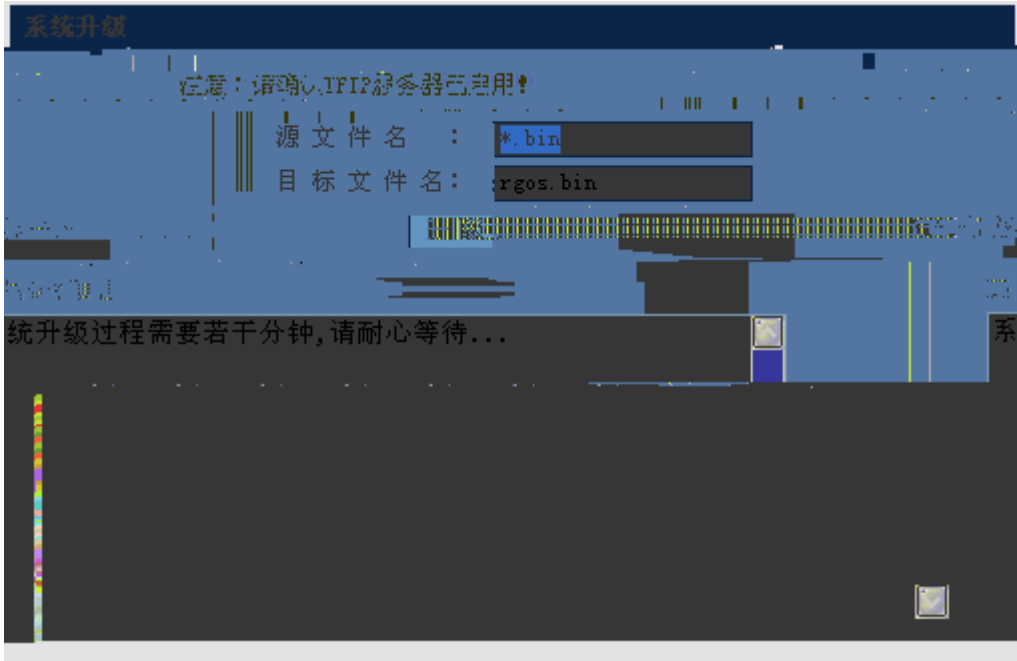 系统升级
注意：请确认TFTP服务器已启用！
源文件名：
*.bin
目标文件名：
rgos.bin
统升级过程需要若干分钟,请耐心等待...
系